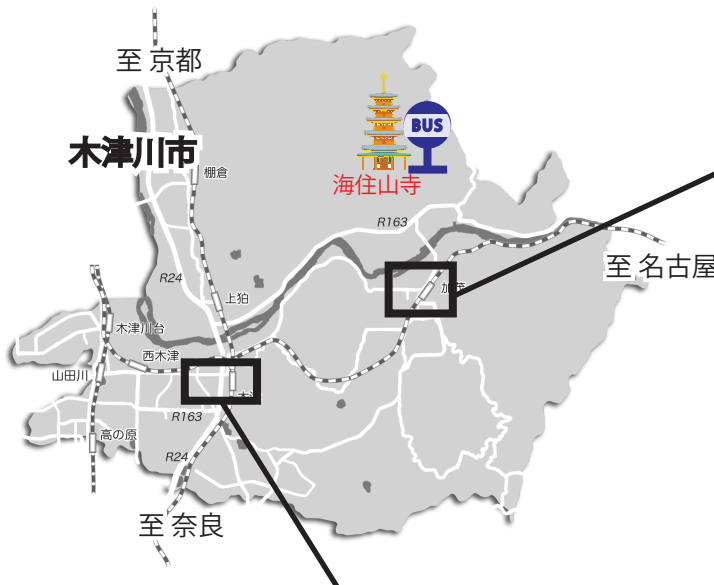 至 京都
木津川市
棚倉
BUS
海住山寺
R163
R24
上狛
加茂
至 名古屋
木津川台
西木津
山田川
R163
高の原
R24
至 奈良